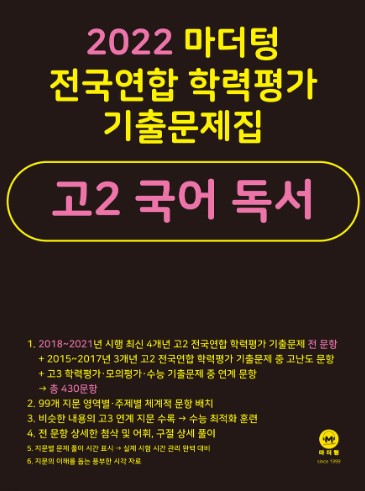 2022 마더텅
전국연합 학력평가
기출문제집
고2 국어 독서
1. 2018~2021년 시행 최신 4개년 고2 전국연합 학력평가 기출문제 전 문항
+ 2015~2017년 3개년 고2 전국연합 학력평가 기출문제 중 고난도 문항
+ 고3 학력평가·모의평가·수능 기출문제 중 연계 문항
→ 총 430문항
2. 99개 지문 영역별·주제별 체계적 문항 배치
3. 비슷한 내용의 고3 연계 지문 수록 → 수능 최적화 훈련
4. 전 문항 상세한 첨삭 및 어휘, 구절 상세 풀이
5. 지문별 문제 풀이 시간 표시 → 실제 시험 시간 관리 완벽 대비
6. 지문의 이해를 돕는 풍부한 시각 자료
마더텅
since 1999